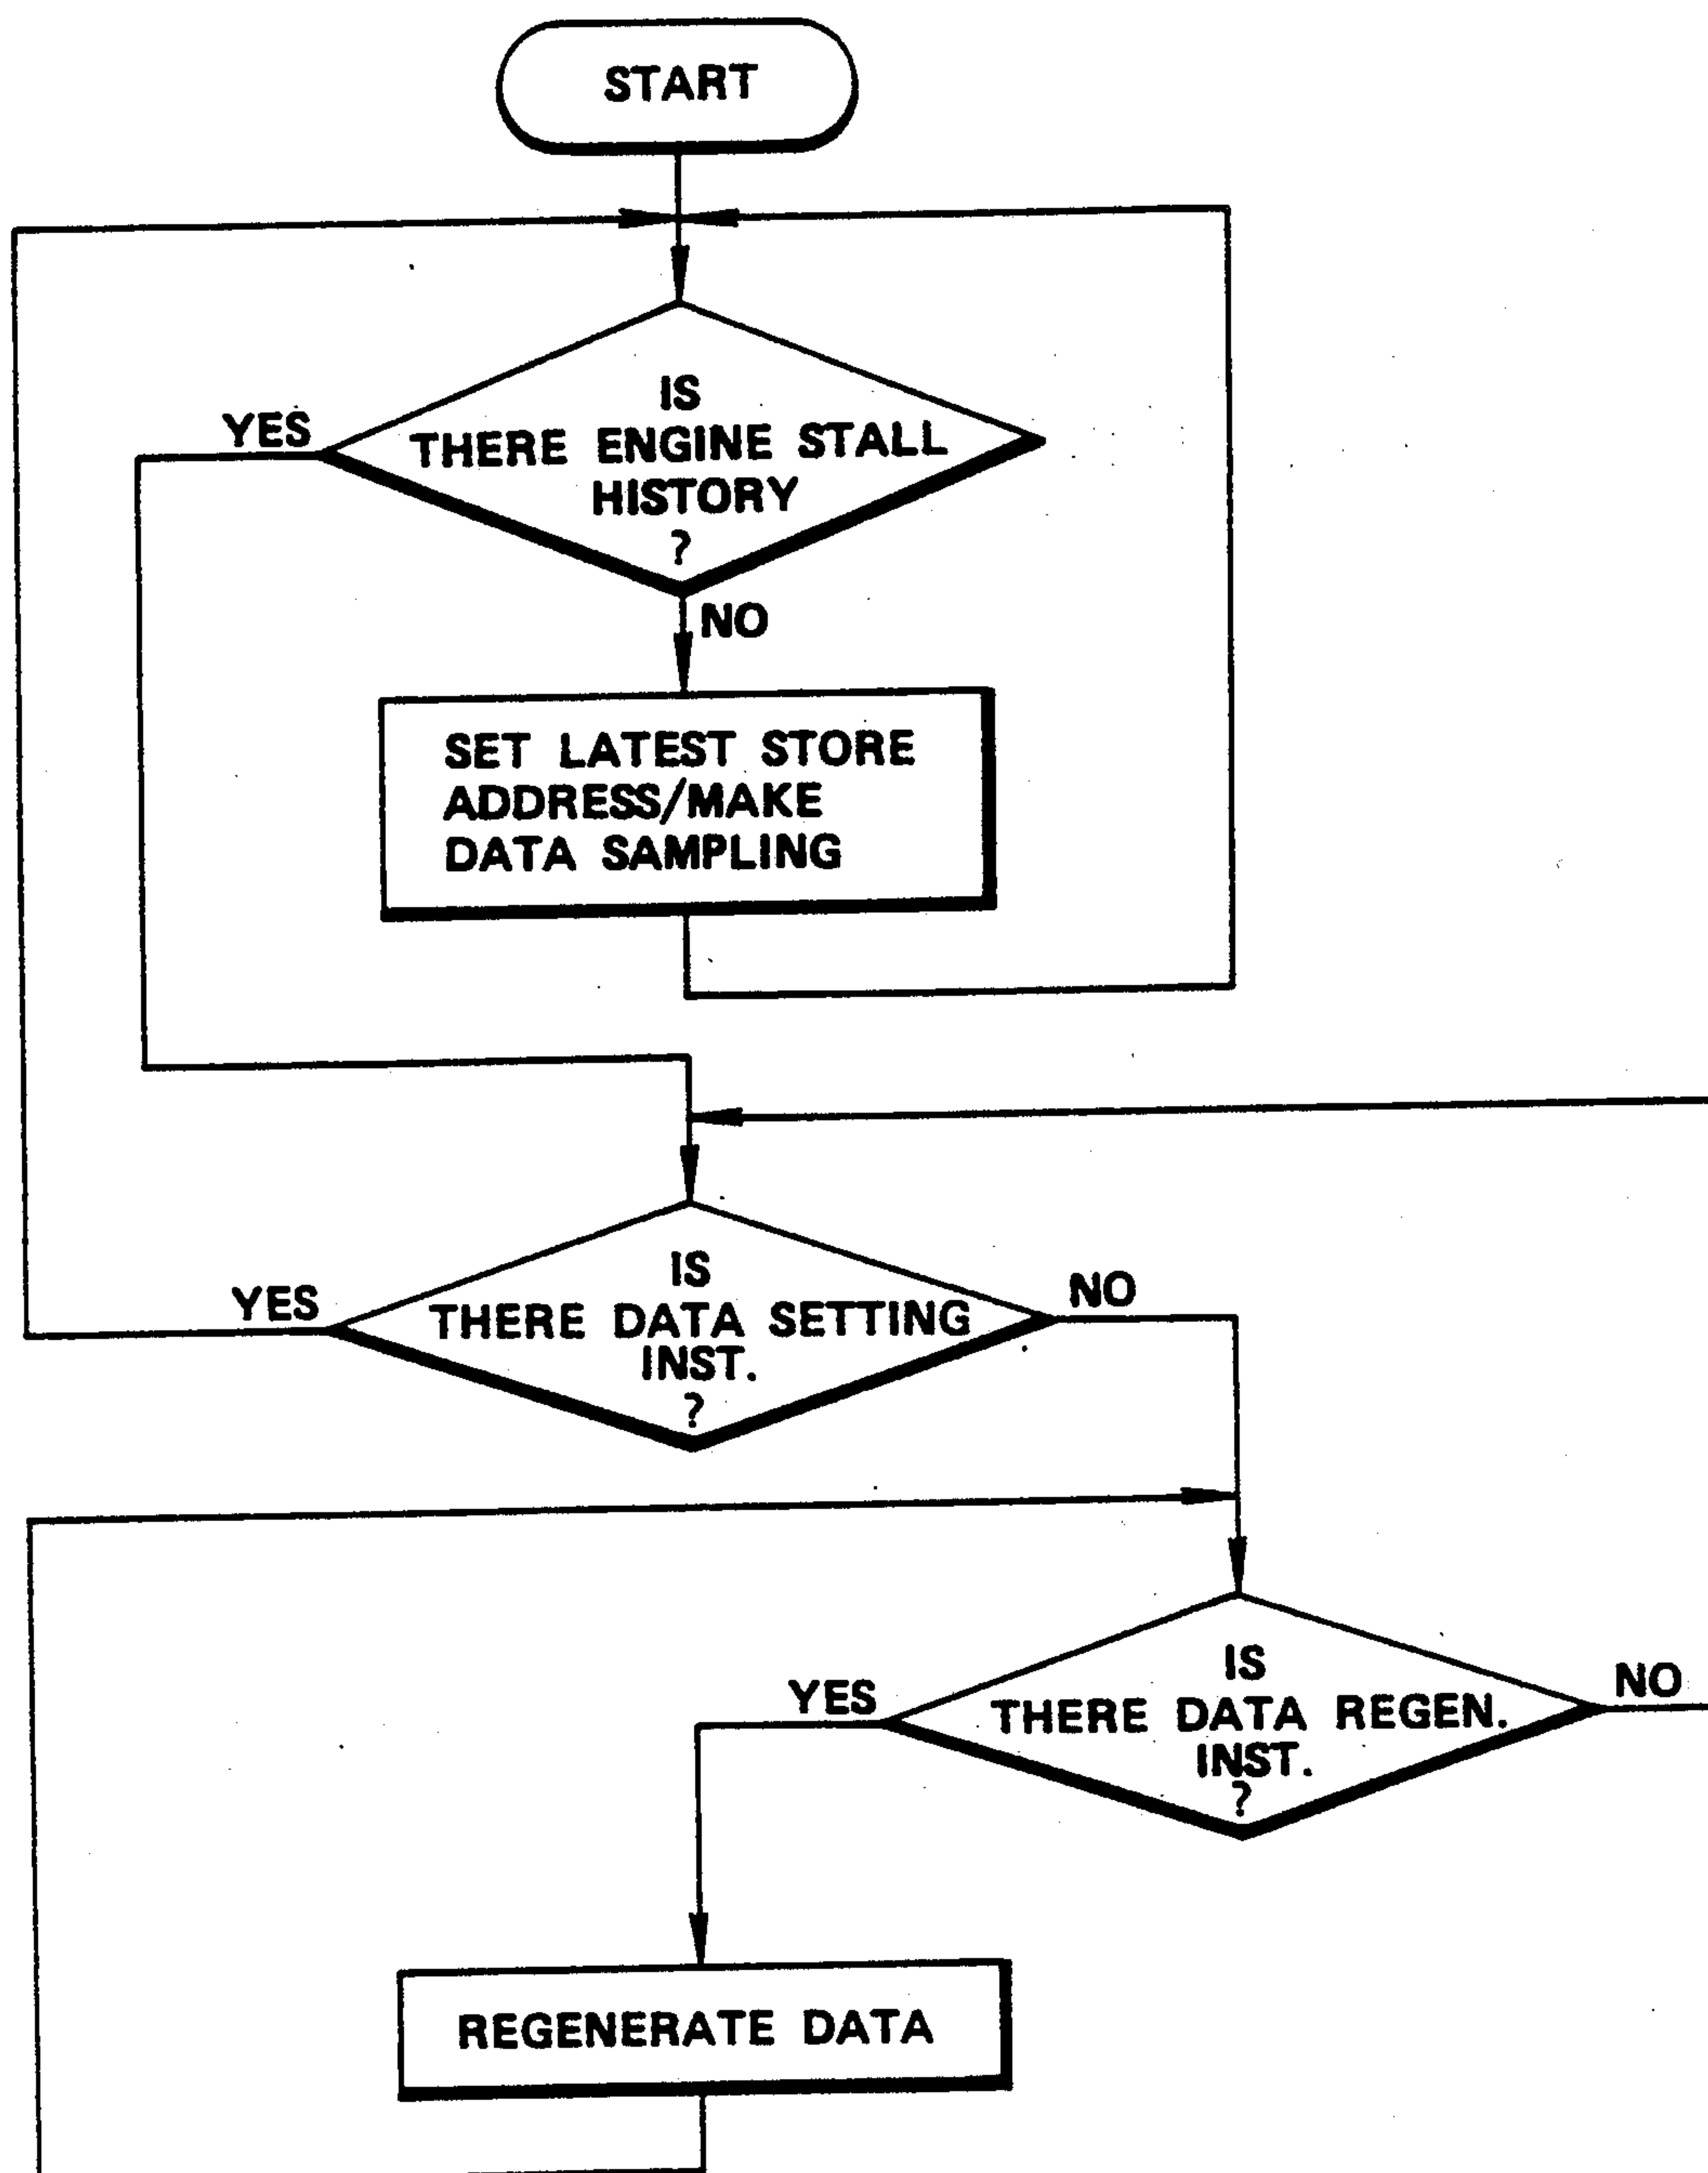 START
IS
THERE ENGINE STALL
HISTORY
?
YES
NO
SET LATEST STORE
ADDRESS/MAKE
DATA SAMPLING
IS
THERE DATA SETTING
INST.
?
YES
NO
IS
THERE DATA REGEN.
INST.
?
YES
NO
REGENERATE DATA